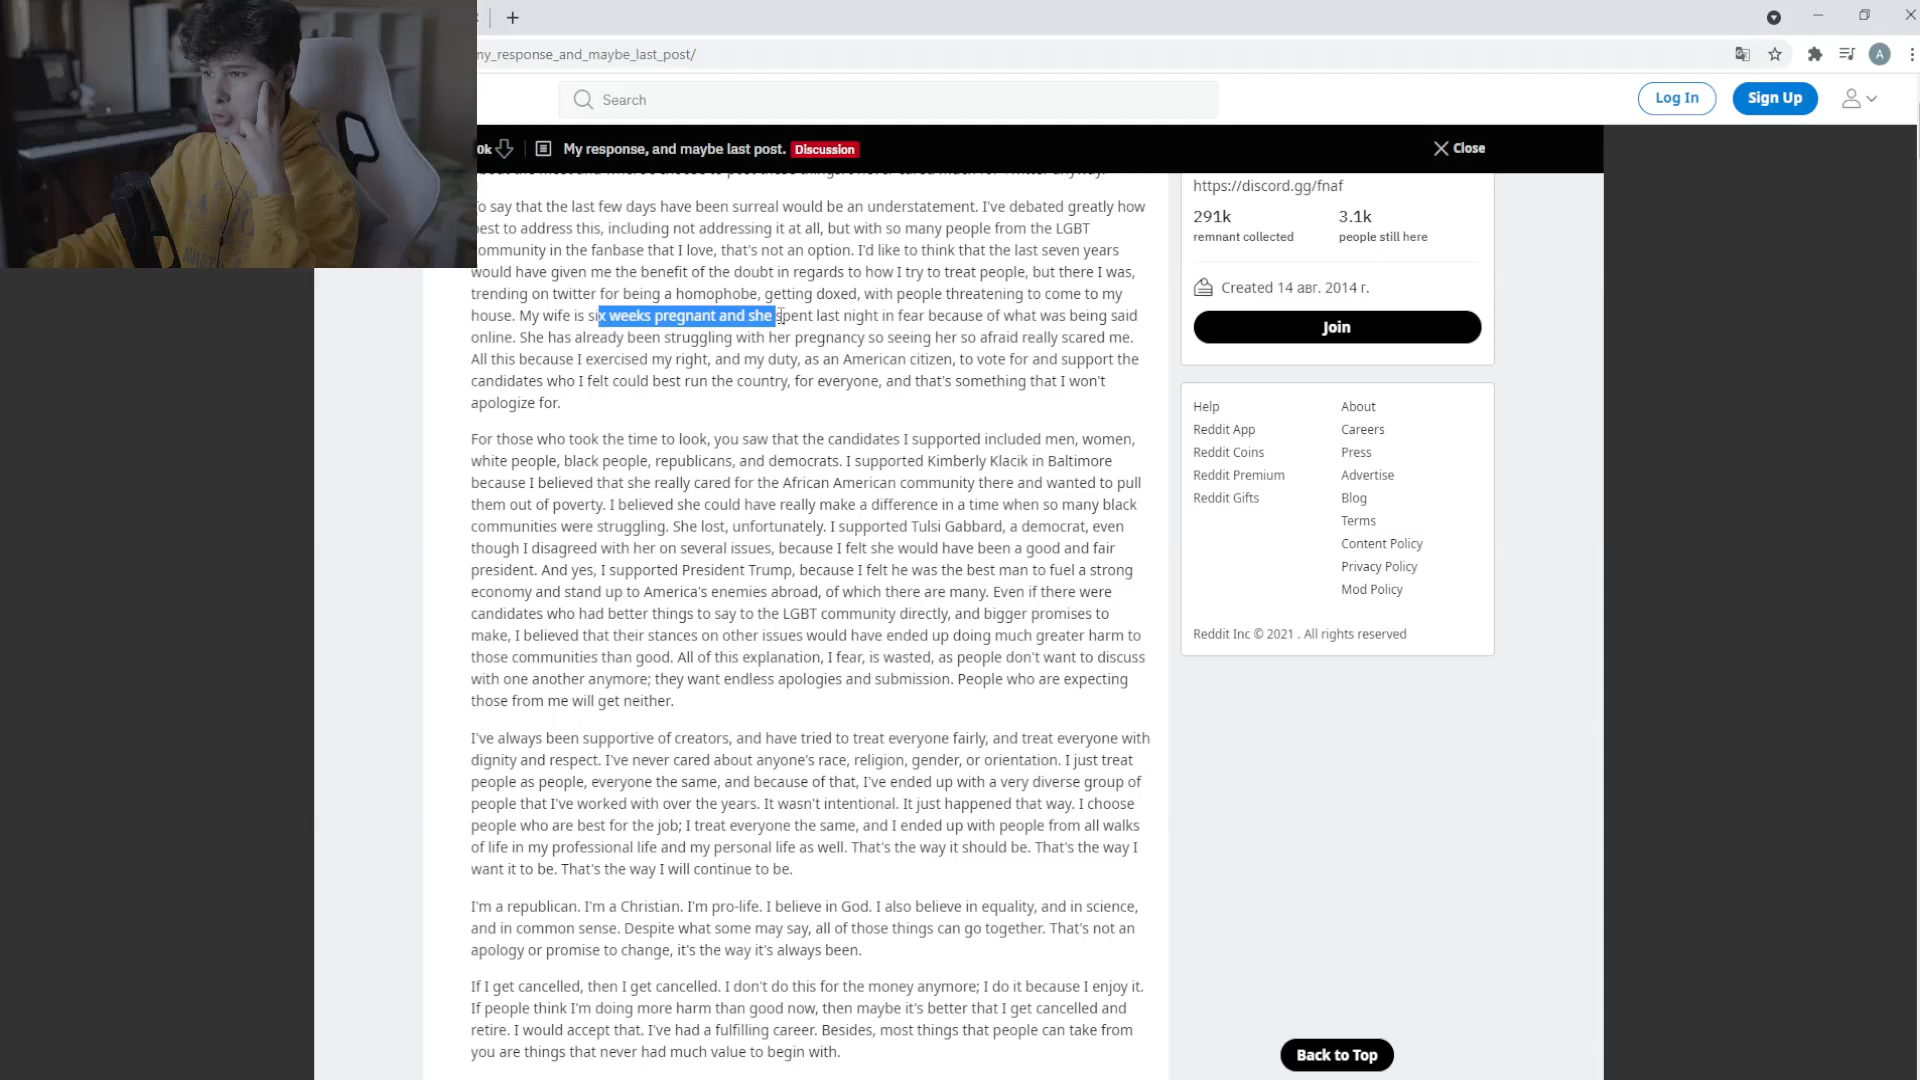 my_response_and_maybe_last_post/
A
Search
Log In
Sign Up
0k
My response, and maybe last post.
Discussion
Close
To say that the last few days have been surreal would be an understatement. I've debated greatly how
best to address this, including not addressing it at all, but with so many people from the LGBT
community in the fanbase that I love, that's not an option. I'd like to think that the last seven years
would have given me the benefit of the doubt in regards to how I try to treat people, but there I was,
trending on twitter for being a homophobe, getting doxed, with people threatening to come to my
house. My wife is six weeks pregnant and she spent last night in fear because of what was being said
online. She has already been struggling with her pregnancy so seeing her so afraid really scared me.
All this because I exercised my right, and my duty, as an American citizen, to vote for and support the
candidates who I felt could best run the country, for everyone, and that's something that I won't
apologize for.
For those who took the time to look, you saw that the candidates I supported included men, women,
white people, black people, republicans, and democrats. I supported Kimberly Klacik in Baltimore
because I believed that she really cared for the African American community there and wanted to pull
them out of poverty. I believed she could have really make a difference in a time when so many black
communities were struggling. She lost, unfortunately. I supported Tulsi Gabbard, a democrat, even
though I disagreed with her on several issues, because I felt she would have been a good and fair
president. And yes, I supported President Trump, because I felt he was the best man to fuel a strong
economy and stand up to America's enemies abroad, of which there are many. Even if there were
candidates who had better things to say to the LGBT community directly, and bigger promises to
make, I believed that their stances on other issues would have ended up doing much greater harm to
those communities than good. All of this explanation, I fear, is wasted, as people don't want to discuss
with one another anymore; they want endless apologies and submission. People who are expecting
those from me will get neither.
I've always been supportive of creators, and have tried to treat everyone fairly, and treat everyone with
dignity and respect. I've never cared about anyone's race, religion, gender, or orientation. I just treat
people as people, everyone the same, and because of that, I've ended up with a very diverse group of
people that I've worked with over the years. It wasn't intentional. It just happened that way. I choose
people who are best for the job; I treat everyone the same, and I ended up with people from all walks
of life in my professional life and my personal life as well. That's the way it should be. That's the way I
want it to be. That's the way I will continue to be.
I'm a republican. I'm a Christian. I'm pro-life. I believe in God. I also believe in equality, and in science,
and in common sense. Despite what some may say, all of those things can go together. That's not an
apology or promise to change, it's the way it's always been.
If I get cancelled, then I get cancelled. I don't do this for the money anymore; I do it because I enjoy it.
If people think I'm doing more harm than good now, then maybe it's better that I get cancelled and
retire. I would accept that. I've had a fulfilling career. Besides, most things that people can take from
you are things that never had much value to begin with.
https://discord.gg/fnaf
291k 3.1k
remnant collected people still here
Created 14 авг. 2014 г.
Join
Help About
Reddit App Careers
Reddit Coins Press
Reddit Premium Advertise
Reddit Gifts Blog
Terms
Content Policy
Privacy Policy
Mod Policy
Reddit Inc © 2021 . All rights reserved
Back to Top